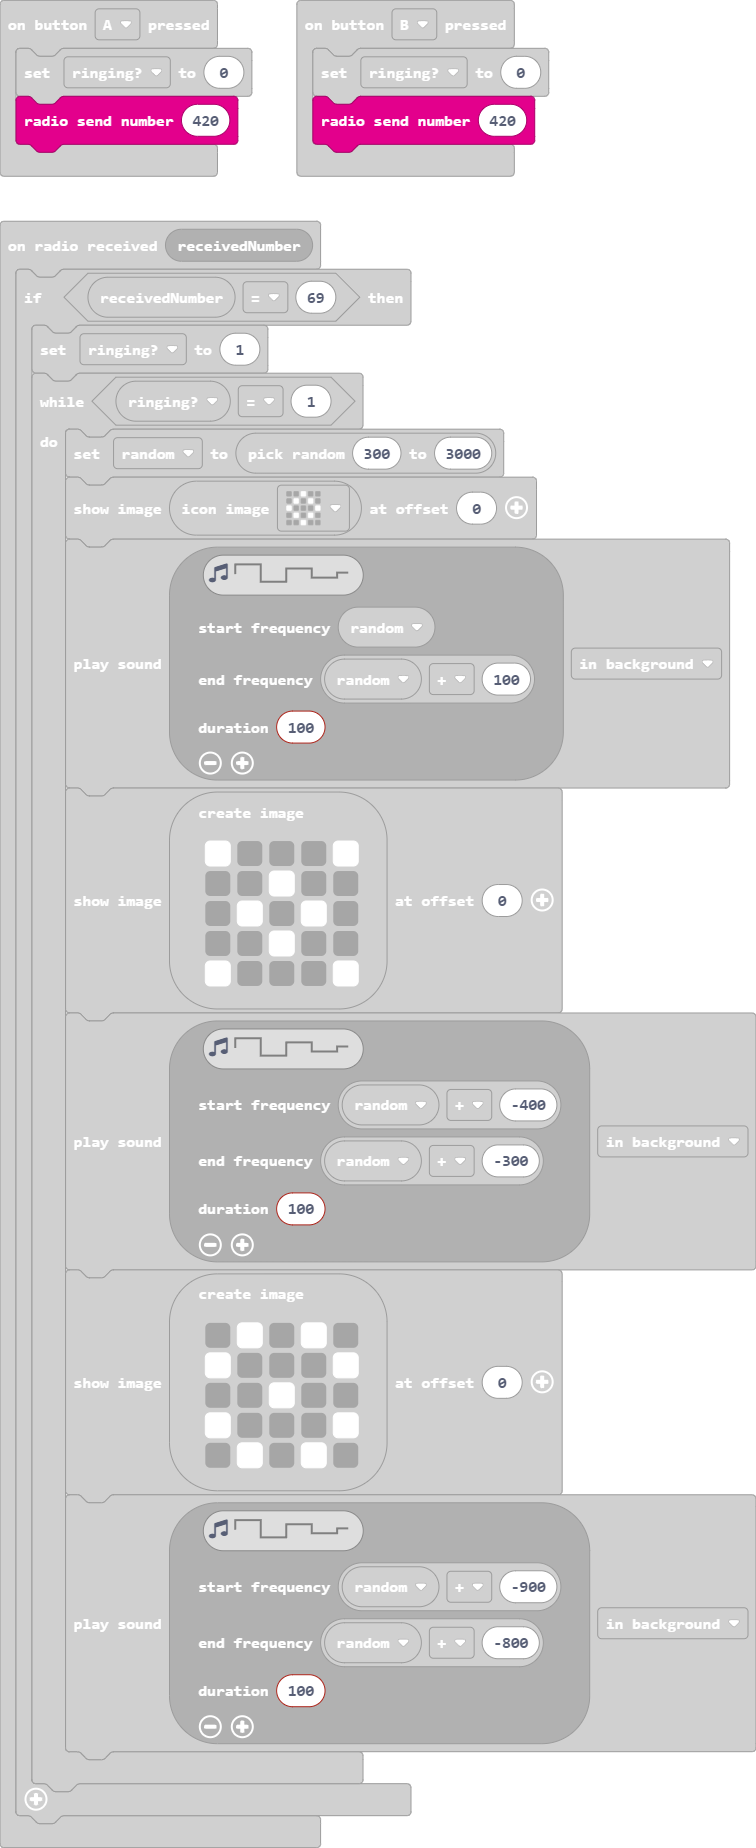 on button A pressed
set ringing? to 0
radio send number 420
on button B pressed
set ringing? to 0
radio send number 420
on radio received receivedNumber
if receivedNumber = 69 then
set ringing? to 1
while ringing? = 1
do
set random to pick random 300 to 3000
show image icon image at offset 0
play sound
start frequency random
end frequency random + 100
duration 100
in background
create image
show image at offset 0
play sound
start frequency random + -400
end frequency random + -300
duration 100
in background
create image
show image at offset 0
play sound
start frequency random + -900
end frequency random + -800
duration 100
in background